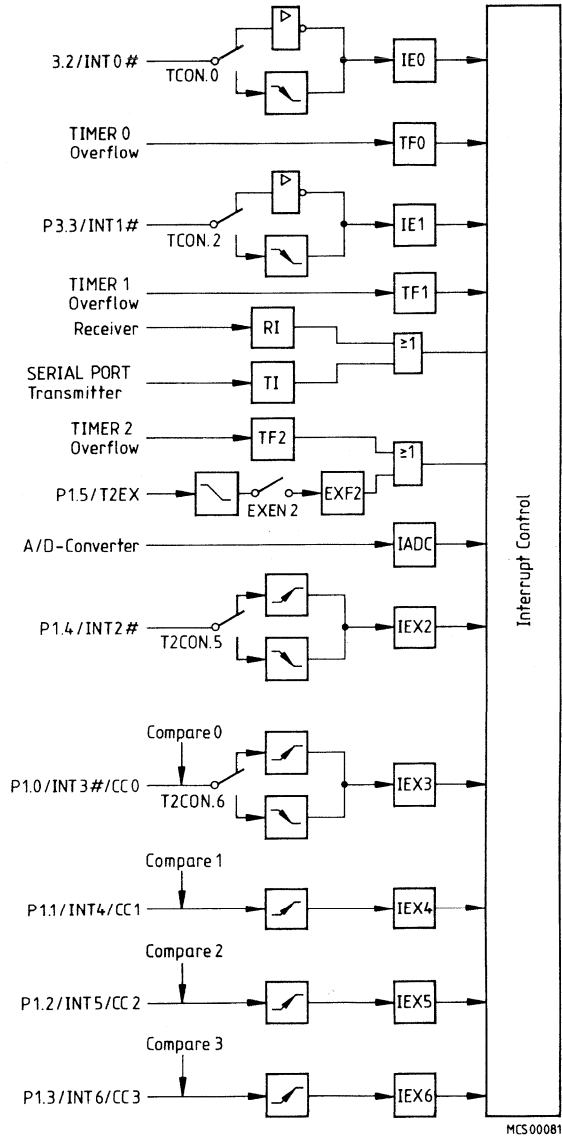 3.2/INT0#
TCON.0
IE0
TIMER 0
Overflow
TF0
P3.3/INT1#
TCON.2
IE1
TIMER 1
Overflow
TF1
Receiver
RI
≥1
SERIAL PORT
Transmitter
TI
TIMER 2
Overflow
TF2
≥1
P1.5/T2EX
EXEN2
EXF2
A/D-Converter
IADC
Interrupt Control
P1.4/INT2#
T2CON.5
IEX2
Compare 0
P1.0/INT3#/CC0
T2CON.6
IEX3
Compare 1
P1.1/INT4/CC1
IEX4
Compare 2
P1.2/INT5/CC2
IEX5
Compare 3
P1.3/INT6/CC3
IEX6
MCS00081